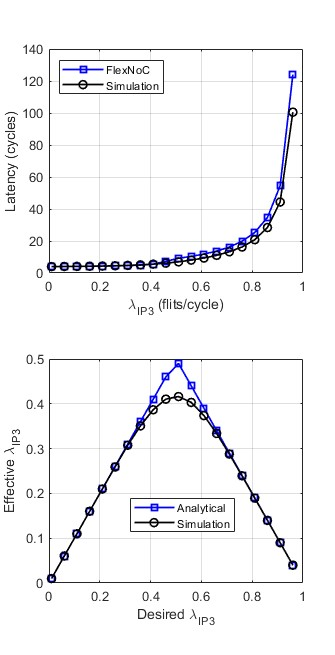 140
120
100
80
60
40
20
0
Latency (cycles)
FlexNoC
Simulation
0 0.2 0.4 0.6 0.8 1
λIP3 (flits/cycle)
0.5
0.4
0.3
0.2
0.1
0
Effective λIP3
Analytical
Simulation
0 0.2 0.4 0.6 0.8 1
Desired λIP3